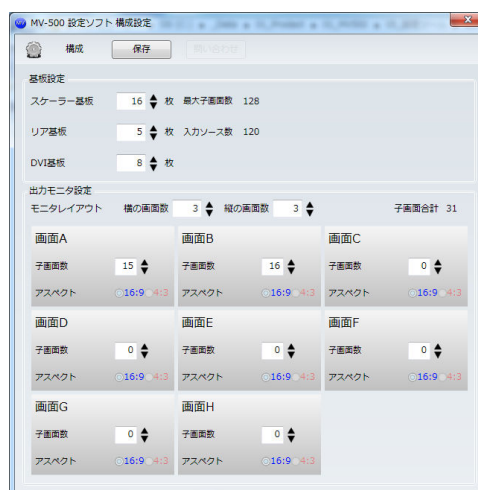 MV-500 設定ソフト 構成設定
構成 保存 問い合わせ
基板設定
スケーラー基板 16 枚 最大子画面数 128
リア基板 5 枚 入力ソース数 120
DVI基板 8 枚
出力モニタ設定
モニタレイアウト 横の画面数 3 縦の画面数 3 子画面合計 31
画面A 画面B 画面C
子画面数 15 子画面数 16 子画面数 0
アスペクト 16:9 4:3 アスペクト 16:9 4:3 アスペクト 16:9 4:3
画面D 画面E 画面F
子画面数 0 子画面数 0 子画面数 0
アスペクト 16:9 4:3 アスペクト 16:9 4:3 アスペクト 16:9 4:3
画面G 画面H
子画面数 0 子画面数 0
アスペクト 16:9 4:3 アスペクト 16:9 4:3